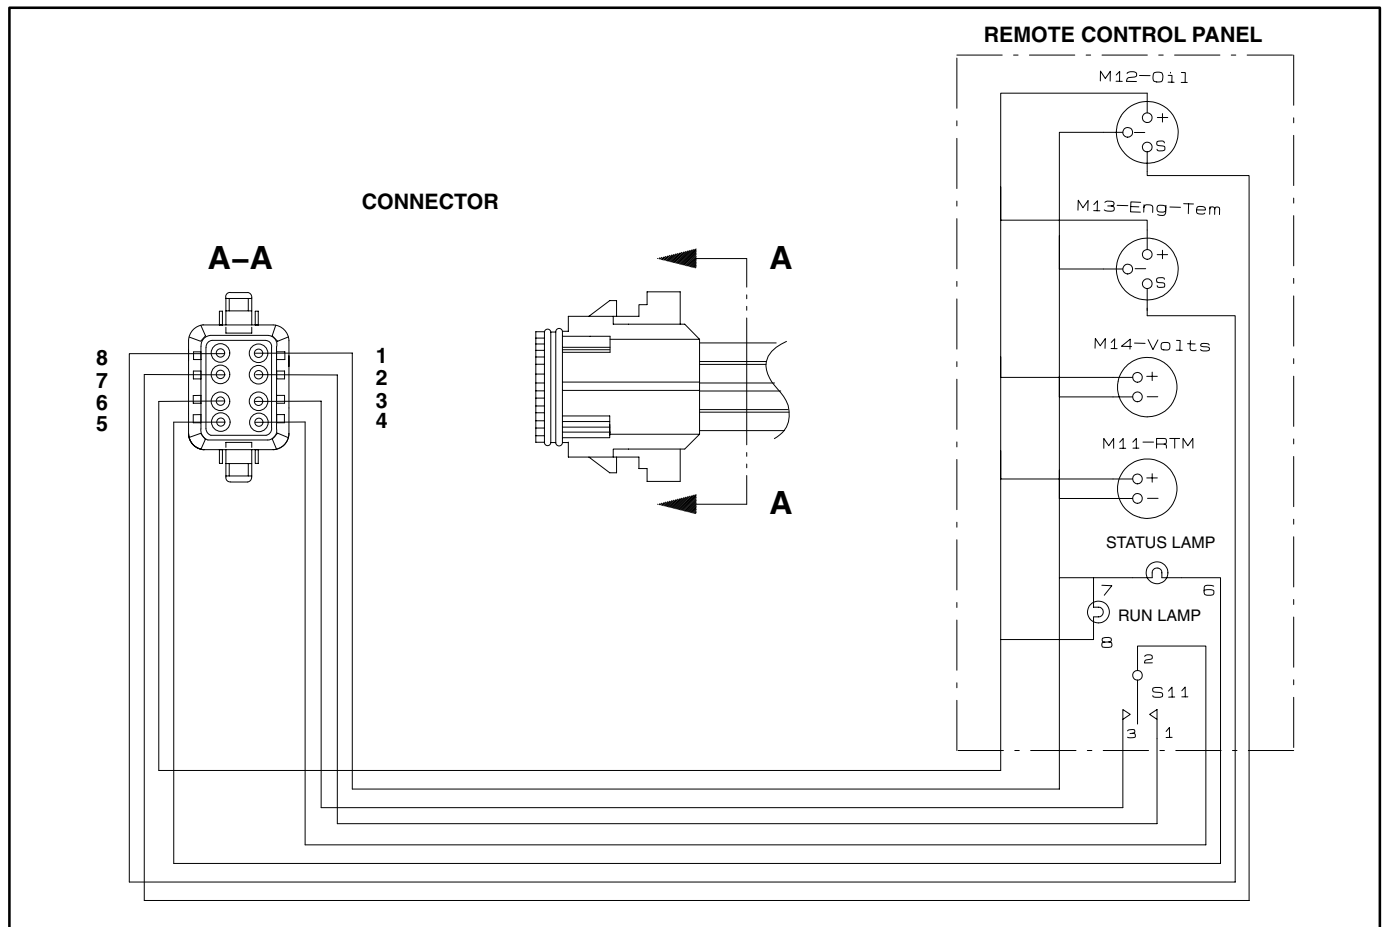 REMOTE CONTROL PANEL
M12-Oil
+
-
S
CONNECTOR
M13-Eng-Tem
+
-
S
A-A
A
M14-Volts
+
-
8
7
6
5
1
2
3
4
M11-RTM
+
-
A
STATUS LAMP
7
6
RUN LAMP
8
2
S11
3
1